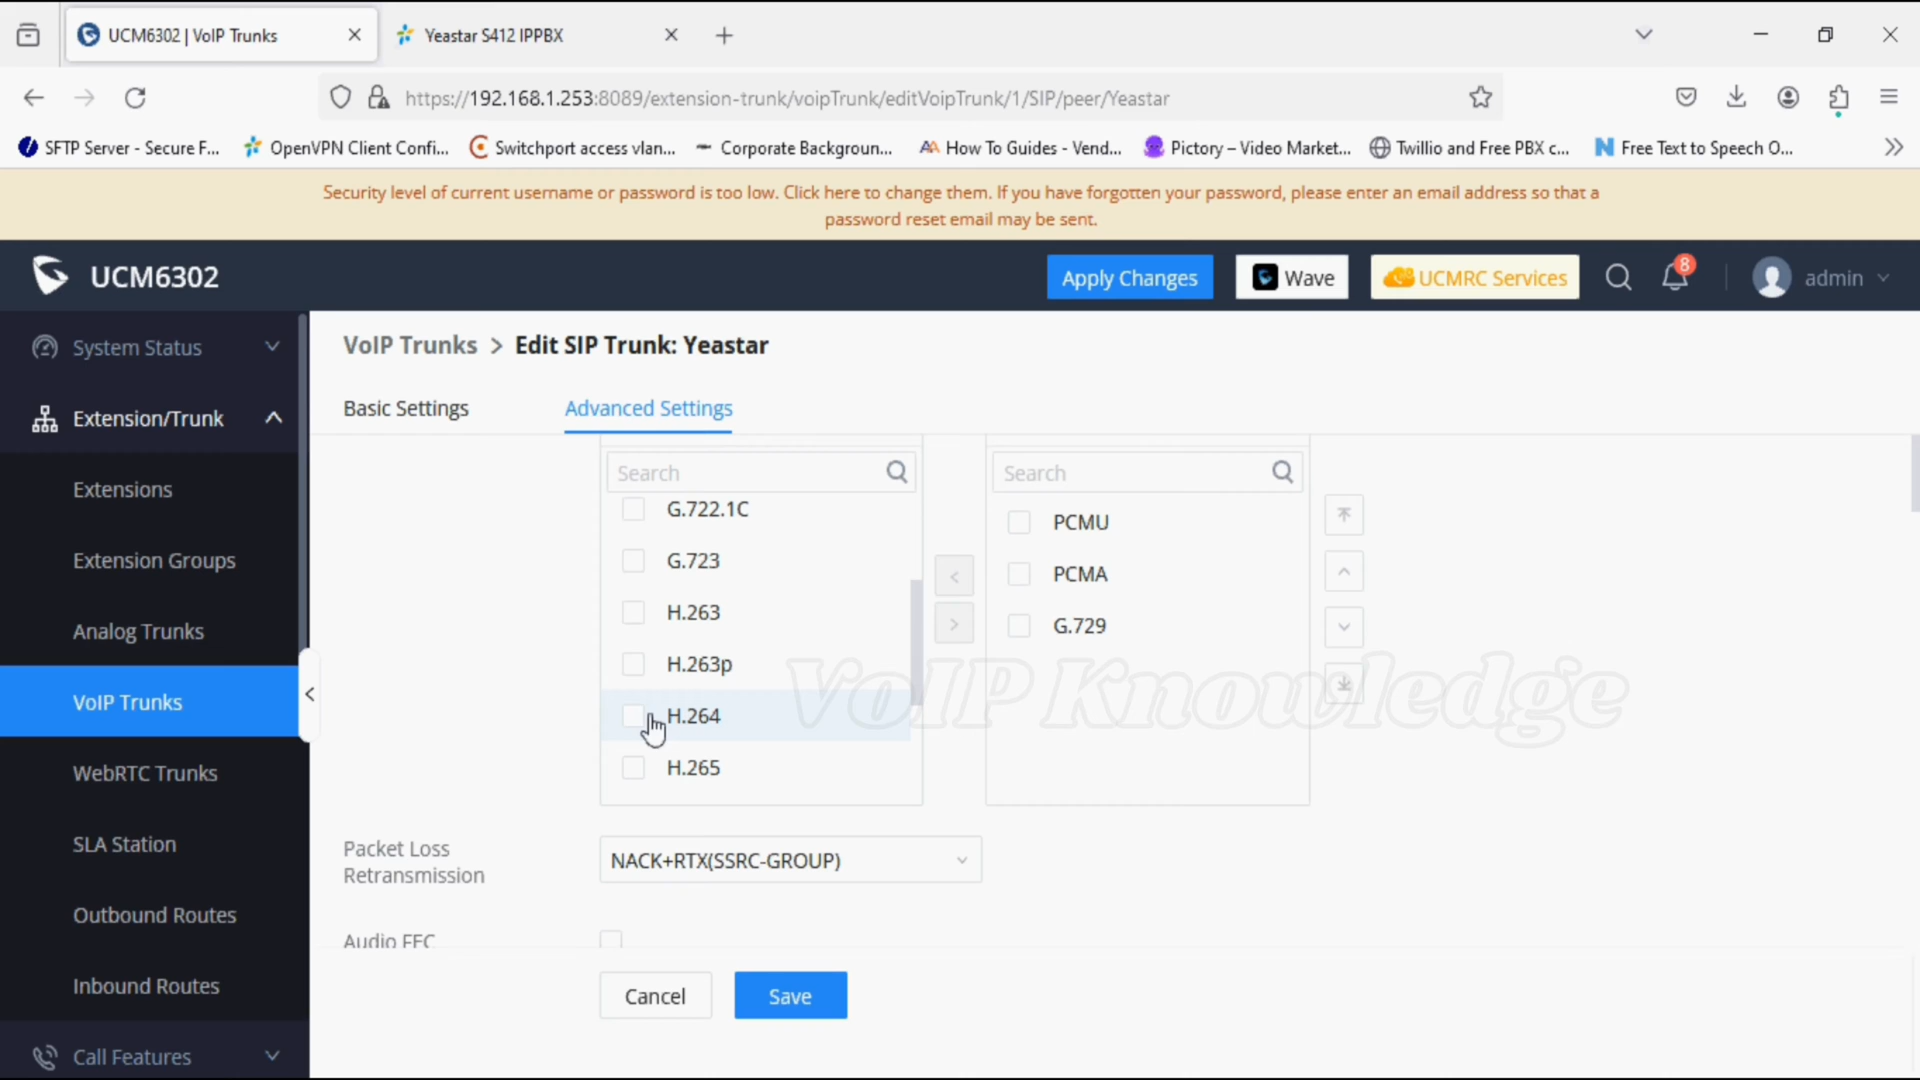 UCM6302 | VoIP Trunks
Yeastar S412 IPPBX
https://192.168.1.253:8089/extension-trunk/voipTrunk/editVoipTrunk/1/SIP/peer/Yeastar
SFTP Server - Secure F...
OpenVPN Client Confi...
Switchport access vlan...
Corporate Backgroun...
How To Guides - Vend...
Pictory – Video Market...
Twillio and Free PBX c...
Free Text to Speech O...
Security level of current username or password is too low. Click here to change them. If you have forgotten your password, please enter an email address so that a
password reset email may be sent.
UCM6302
Apply Changes
Wave
UCMRC Services
8
admin
System Status
Extension/Trunk
Extensions
Extension Groups
Analog Trunks
VoIP Trunks
WebRTC Trunks
SLA Station
Outbound Routes
Inbound Routes
Call Features
VoIP Trunks > Edit SIP Trunk: Yeastar
Basic Settings
Advanced Settings
Search
G.722.1C
G.723
H.263
H.263p
H.264
H.265
Search
PCMU
PCMA
G.729
VoIP Knowledge
Packet Loss
Retransmission
NACK+RTX(SSRC-GROUP)
Audio FEC
Cancel
Save